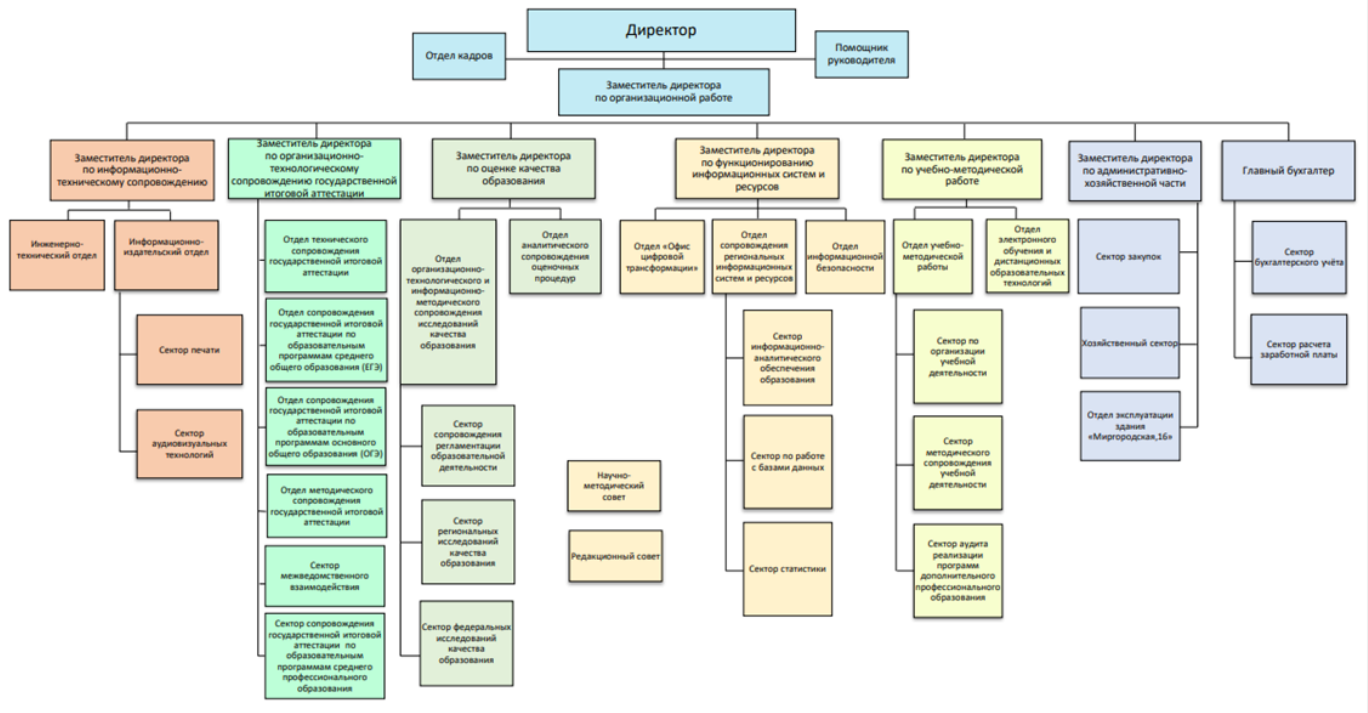 Директор
Отдел кадров
Помощник
руководителя
Заместитель директора
по организационной работе
Заместитель директора
по информационно-
техническому сопровождению
Заместитель директора
по организационно-
технологическому
сопровождению государственной
итоговой аттестации
Заместитель директора
по оценке качества
образования
Заместитель директора
по функционированию
информационных систем и
ресурсов
Заместитель директора
по учебно-методической
работе
Заместитель директора
по административно-
хозяйственной части
Главный бухгалтер
Инженерно-
технический отдел
Информационно-
издательский отдел
Сектор печати
Сектор
аудиовизуальных
технологий
Отдел технического
сопровождения
государственной итоговой
аттестации
Отдел сопровождения
государственной итоговой
аттестации по
образовательным
программам среднего
общего образования (ЕГЭ)
Отдел сопровождения
государственной итоговой
аттестации по
образовательным
программам основного
общего образования (ОГЭ)
Отдел методического
сопровождения
государственной итоговой
аттестации
Сектор
межведомственного
взаимодействия
Сектор сопровождения
государственной итоговой
аттестации по
образовательным
программам среднего
профессионального
образования
Отдел
организационно-
технологического и
информационно-
методического
сопровождения
исследований
качества
образования
Отдел
аналитического
сопровождения
оценочных
процедур
Сектор
сопровождения
регламентации
образовательной
деятельности
Сектор
региональных
исследований
качества
образования
Сектор федеральных
исследований
качества
образования
Отдел «Офис
цифровой
трансформации»
Отдел
сопровождения
региональных
информационных
систем и ресурсов
Отдел
информационной
безопасности
Сектор
информационно-
аналитического
обеспечения
образования
Сектор по работе
с базами данных
Сектор статистики
Научно-
методический
совет
Редакционный совет
Отдел учебно-
методической
работы
Отдел
электронного
обучения и
дистанционных
образовательных
технологий
Сектор по
организации
учебной
деятельности
Сектор
методического
сопровождения
учебной
деятельности
Сектор аудита
реализации
программ
дополнительного
профессионального
образования
Сектор закупок
Хозяйственный сектор
Отдел эксплуатации
здания
«Миргородская,16»
Сектор
бухгалтерского учёта
Сектор расчета
заработной платы